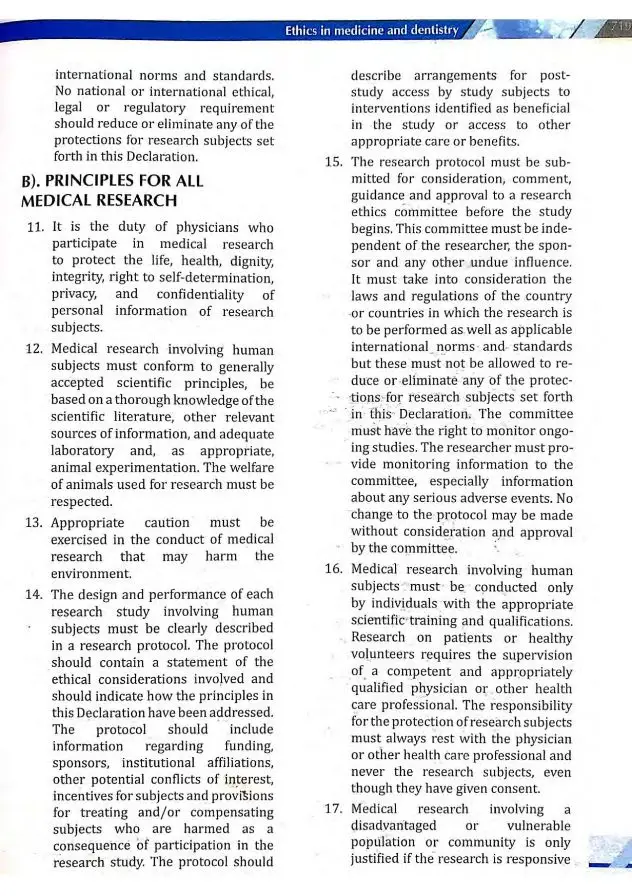 Ethics in medicine and dentistry
719
international norms and standards.
No national or international ethical,
legal or regulatory requirement
should reduce or eliminate any of the
protections for research subjects set
forth in this Declaration.
B). PRINCIPLES FOR ALL
MEDICAL RESEARCH
11. It is the duty of physicians who
participate in medical research
to protect the life, health, dignity,
integrity, right to self-determination,
privacy, and confidentiality of
personal information of research
subjects.
12. Medical research involving human
subjects must conform to generally
accepted scientific principles, be
based on a thorough knowledge of the
scientific literature, other relevant
sources of information, and adequate
laboratory and, as appropriate,
animal experimentation. The welfare
of animals used for research must be
respected.
13. Appropriate caution must be
exercised in the conduct of medical
research that may harm the
environment.
14. The design and performance of each
research study involving human
subjects must be clearly described
in a research protocol. The protocol
should contain a statement of the
ethical considerations involved and
should indicate how the principles in
this Declaration have been addressed.
The protocol should include
information regarding funding,
sponsors, institutional affiliations,
other potential conflicts of interest,
incentives for subjects and provisions
for treating and/or compensating
subjects who are harmed as a
consequence of participation in the
research study. The protocol should
describe arrangements for post-
study access by study subjects to
interventions identified as beneficial
in the study or access to other
appropriate care or benefits.
15. The research protocol must be sub-
mitted for consideration, comment,
guidance and approval to a research
ethics committee before the study
begins. This committee must be inde-
pendent of the researcher, the spon-
sor and any other undue influence.
It must take into consideration the
laws and regulations of the country
or countries in which the research is
to be performed as well as applicable
international norms and standards
but these must not be allowed to re-
duce or eliminate any of the protec-
tions for research subjects set forth
in this Declaration. The committee
must have the right to monitor ongo-
ing studies. The researcher must pro-
vide monitoring information to the
committee, especially information
about any serious adverse events. No
change to the protocol may be made
without consideration and approval
by the committee.
16. Medical research involving human
subjects must be conducted only
by individuals with the appropriate
scientific training and qualifications.
Research on patients or healthy
volunteers requires the supervision
of a competent and appropriately
qualified physician or other health
care professional. The responsibility
for the protection of research subjects
must always rest with the physician
or other health care professional and
never the research subjects, even
though they have given consent.
17. Medical research involving a
disadvantaged or vulnerable
population or community is only
justified if the research is responsive